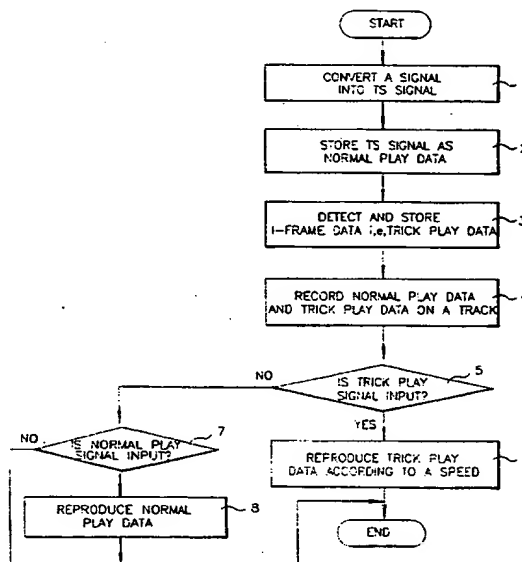 START
CONVERT A SIGNAL
INTO TS SIGNAL
STORE TS SIGNAL AS
NORMAL PLAY DATA
DETECT AND STORE
I-FRAME DATA i,e,TRICK PLAY DATA
RECORD NORMAL PLAY DATA
AND TRICK PLAY DATA ON A TRACK
NO
5
IS TRICK PLAY
SIGNAL INPUT?
YES
NO
7
IS NORMAL PLAY
SIGNAL INPUT?
REPRODUCE TRICK PLAY
DATA ACCORDING TO A SPEED
REPRODUCE NORMAL
PLAY DATA
8
END